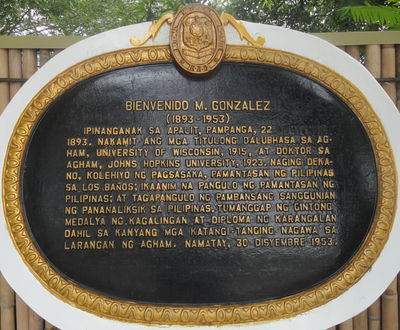 BIENVENIDO M. GONZALEZ
(1893-1953)
IPINANGANAK SA APALIT, PAMPANGA, 22
1893. NAKAMIT ANG MGA TITULONG DALUBHASA SA AG-
HAM, UNIVERSITY OF WISCONSIN, 1915, AT DOKTOR SA
AGHAM, JOHNS HOPKINS UNIVERSITY, 1923. NAGING DEKA-
NO, KOLEHIYO NG PAGSASAKA, PAMANTASAN NG PILIPINAS
SA LOS BAÑOS; IKAANIM NA PANGULO NG PAMANTASAN NG
PILIPINAS; AT TAGAPANGULO NG PAMBANSANG SANGGUNIAN
NG PANANALIKSIK SA PILIPINAS. TUMANGGAP NG GINTONG
MEDALYA NG KAGALINGAN AT DIPLOMA NG KARANGALAN
DAHIL SA KANYANG MGA KATANGI-TANGING NAGAWA SA
LARANGAN NG AGHAM. NAMATAY, 30 DISYEMBRE 1953.